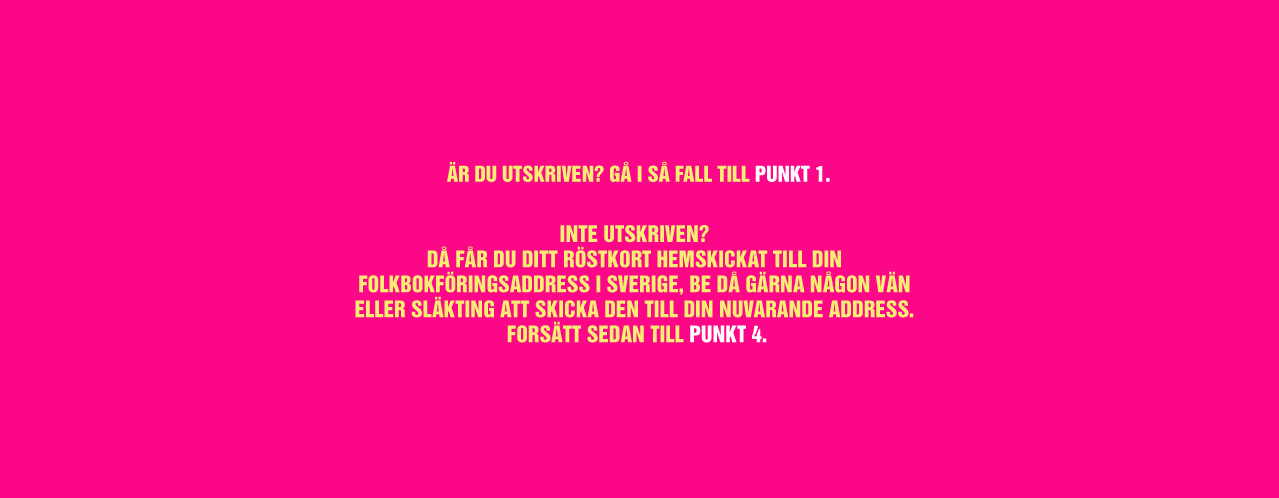 ÄR DU UTSKRIVEN? GÅ I SÅ FALL TILL PUNKT 1.
INTE UTSKRIVEN?
DÅ FÅR DU DITT RÖSTKORT HEMSKICKAT TILL DIN
FOLKBOKFÖRINGSADDRESS I SVERIGE, BE DÅ GÄRNA NÅGON VÄN
ELLER SLÄKTING ATT SKICKA DEN TILL DIN NUVARANDE ADDRESS.
FORSÄTT SEDAN TILL PUNKT 4.